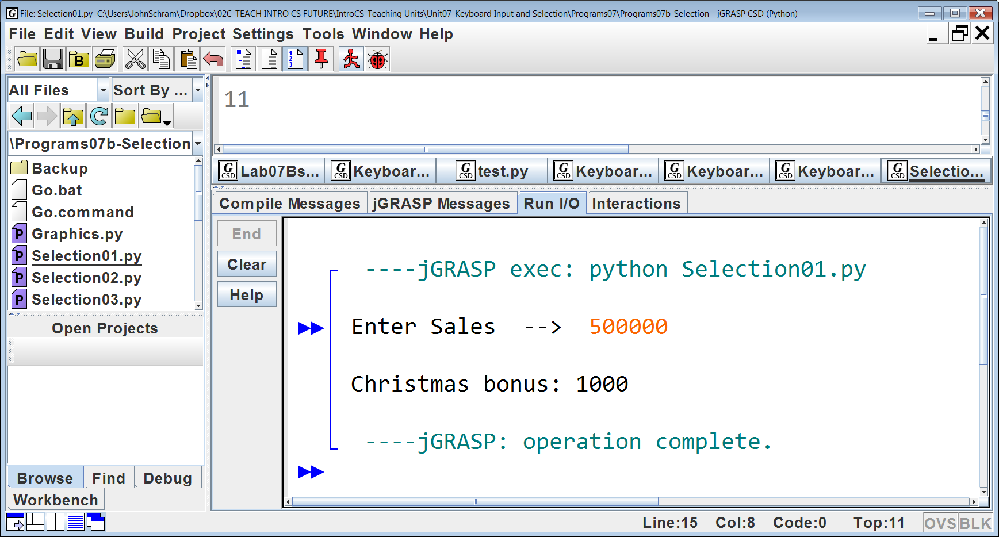 File: Selection01.py  C:\Users\JohnSchram\Dropbox\02C-TEACH INTRO CS FUTURE\IntroCS-Teaching Units\Unit07-Keyboard Input and Selection\Programs07\Programs07b-Selection - jGRASP CSD (Python)
File Edit View Build Project Settings Tools Window Help
B
1 2 3
All Files
Sort By ...
\Programs07b-Selection
Backup
Go.bat
Go.command
Graphics.py
Selection01.py
Selection02.py
Selection03.py
Open Projects
Browse Find Debug
Workbench
11
Lab07Bs... Keyboar... test.py Keyboar... Keyboar... Keyboar... Selectio...
Compile Messages jGRASP Messages Run I/O Interactions
End
Clear
Help
----jGRASP exec: python Selection01.py
Enter Sales  -->  500000
Christmas bonus: 1000
----jGRASP: operation complete.
Line:15 Col:8 Code:0 Top:11 OVS BLK